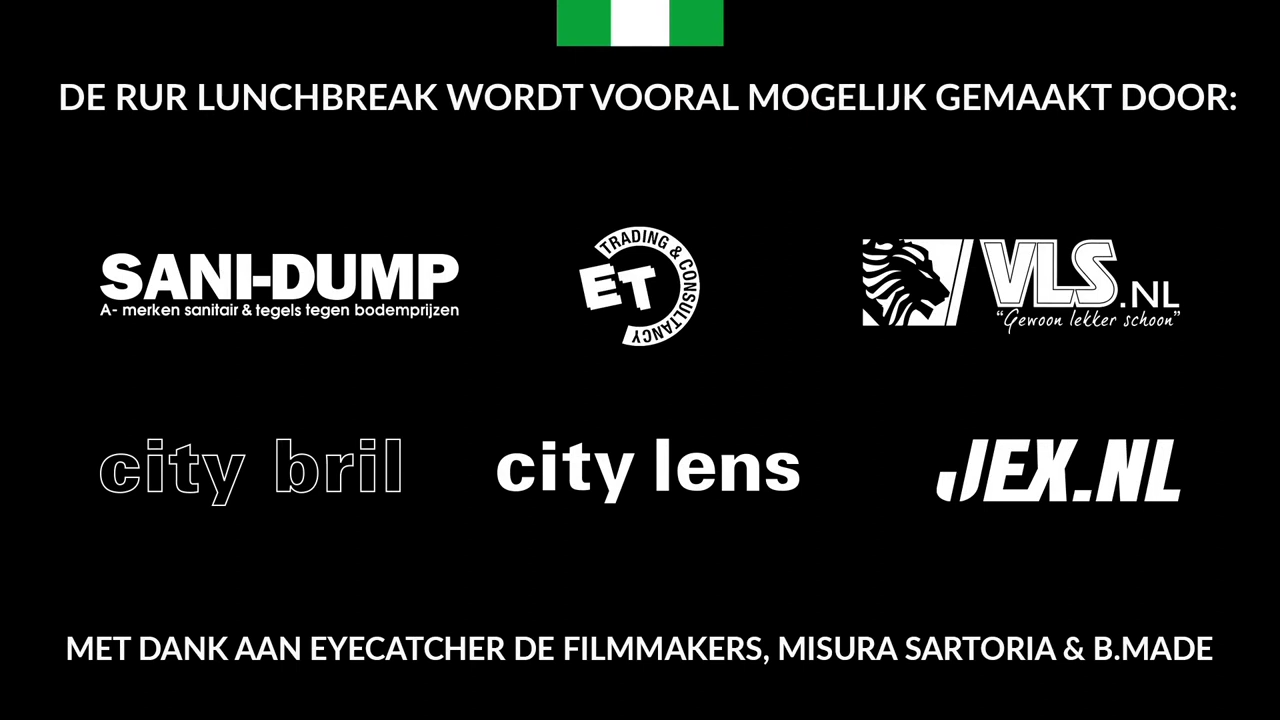 DE RUR LUNCHBREAK WORDT VOORAL MOGELIJK GEMAAKT DOOR:
SANI-DUMP
A- merken sanitair & tegels tegen bodemprijzen
ET
TRADING & CONSULTANCY
VLS.NL
“Gewoon lekker schoon”
city bril
city lens
JEX.NL
MET DANK AAN EYECATCHER DE FILMMAKERS, MISURA SARTORIA & B.MADE